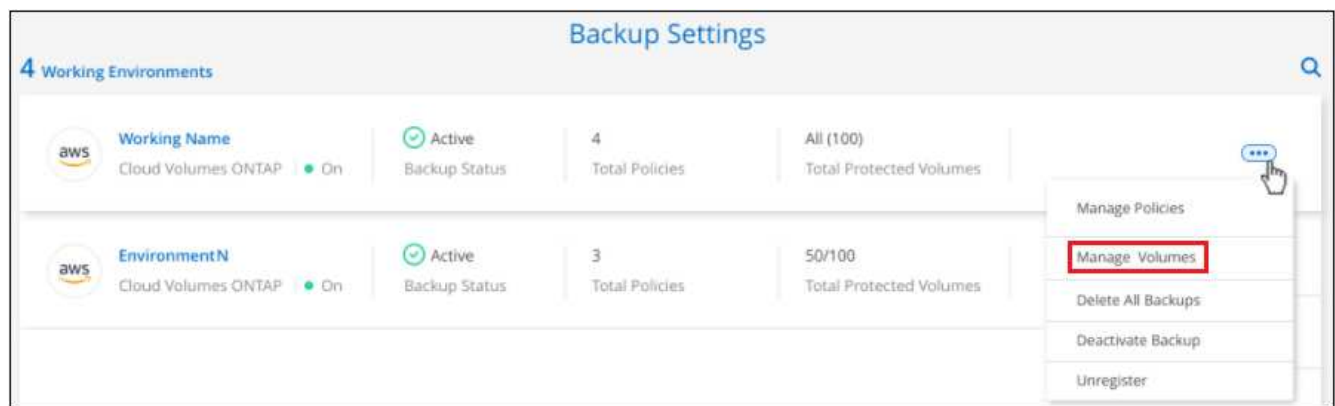 Backup Settings
4 Working Environments
aws
Working Name
Cloud Volumes ONTAP On
Active
Backup Status
4
Total Policies
All (100)
Total Protected Volumes
Manage Policies
Manage Volumes
Delete All Backups
Deactivate Backup
Unregister
aws
EnvironmentN
Cloud Volumes ONTAP On
Active
Backup Status
3
Total Policies
50/100
Total Protected Volumes